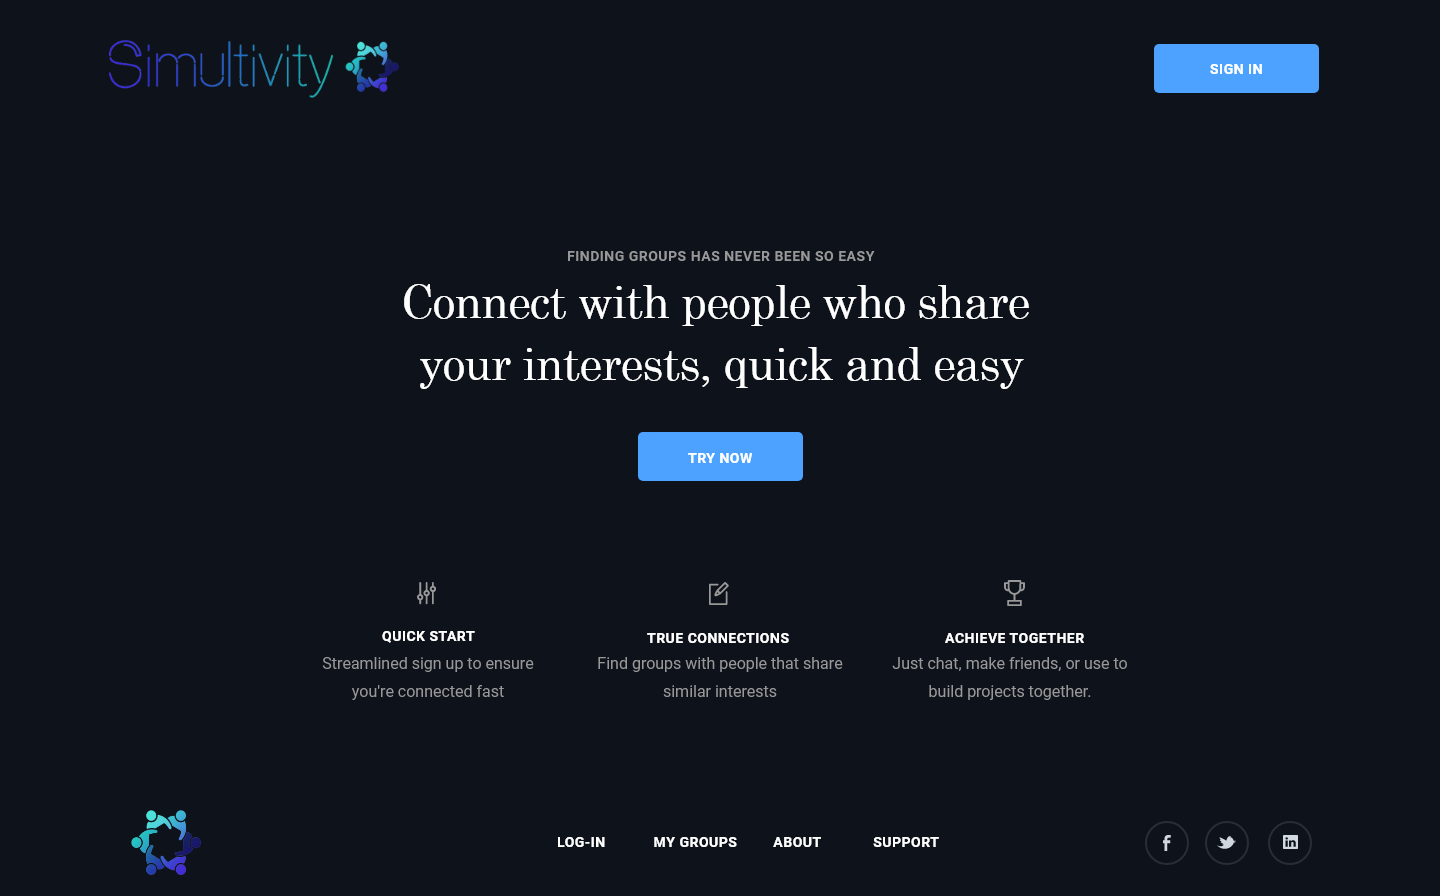 Simultivity
SIGN IN
FINDING GROUPS HAS NEVER BEEN SO EASY
Connect with people who share
your interests, quick and easy
TRY NOW
QUICK START
Streamlined sign up to ensure
you're connected fast
TRUE CONNECTIONS
Find groups with people that share
similar interests
ACHIEVE TOGETHER
Just chat, make friends, or use to
build projects together.
LOG-IN MY GROUPS ABOUT SUPPORT